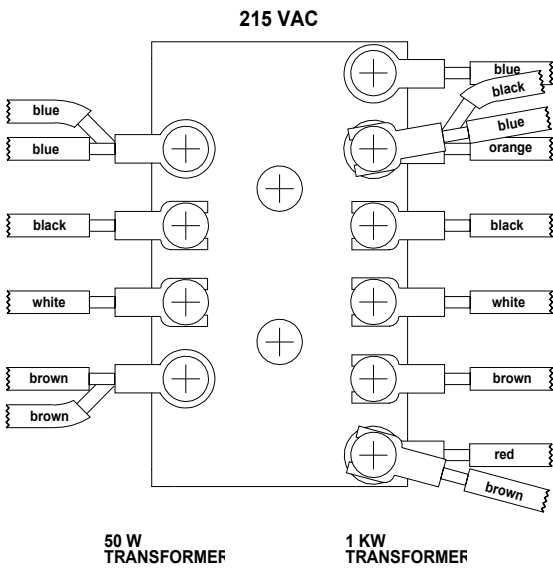 215 VAC
blue
blue
black
white
brown
brown
blue
black
blue
orange
black
white
brown
red
brown
50 W
TRANSFORMER
1 KW
TRANSFORMER